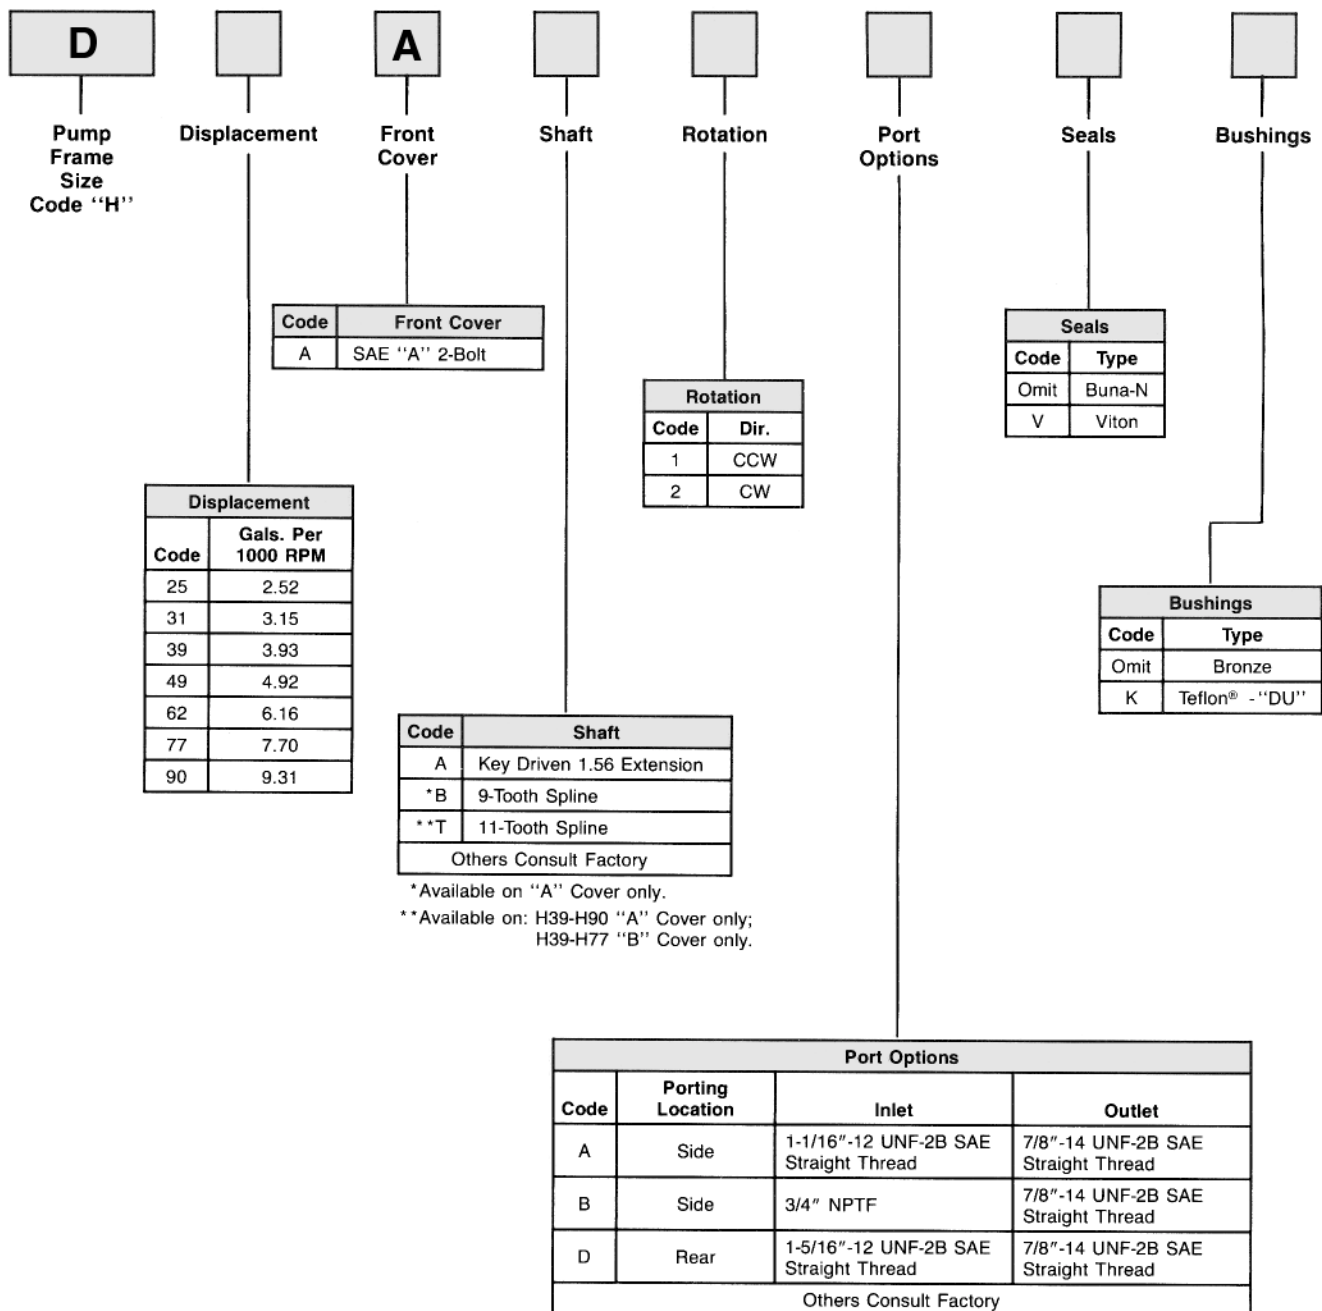 D
A
Pump
Frame
Size
Code ‘‘H’’
Displacement
Front
Cover
Shaft
Rotation
Port
Options
Seals
Bushings
Code Front Cover
A SAE ‘‘A’’ 2-Bolt
Seals
Code Type
Omit Buna-N
V Viton
Rotation
Code Dir.
1 CCW
2 CW
Displacement
Code Gals. Per
1000 RPM
25 2.52
31 3.15
39 3.93
49 4.92
62 6.16
77 7.70
90 9.31
Bushings
Code Type
Omit Bronze
K Teflon® -‘‘DU’’
Code Shaft
A Key Driven 1.56 Extension
*B 9-Tooth Spline
**T 11-Tooth Spline
Others Consult Factory
*Available on ‘‘A’’ Cover only.
**Available on: H39-H90 ‘‘A’’ Cover only;
H39-H77 ‘‘B’’ Cover only.
Port Options
Code Porting
Location Inlet Outlet
A Side 1-1/16″-12 UNF-2B SAE
Straight Thread 7/8″-14 UNF-2B SAE
Straight Thread
B Side 3/4″ NPTF 7/8″-14 UNF-2B SAE
Straight Thread
D Rear 1-5/16″-12 UNF-2B SAE
Straight Thread 7/8″-14 UNF-2B SAE
Straight Thread
Others Consult Factory